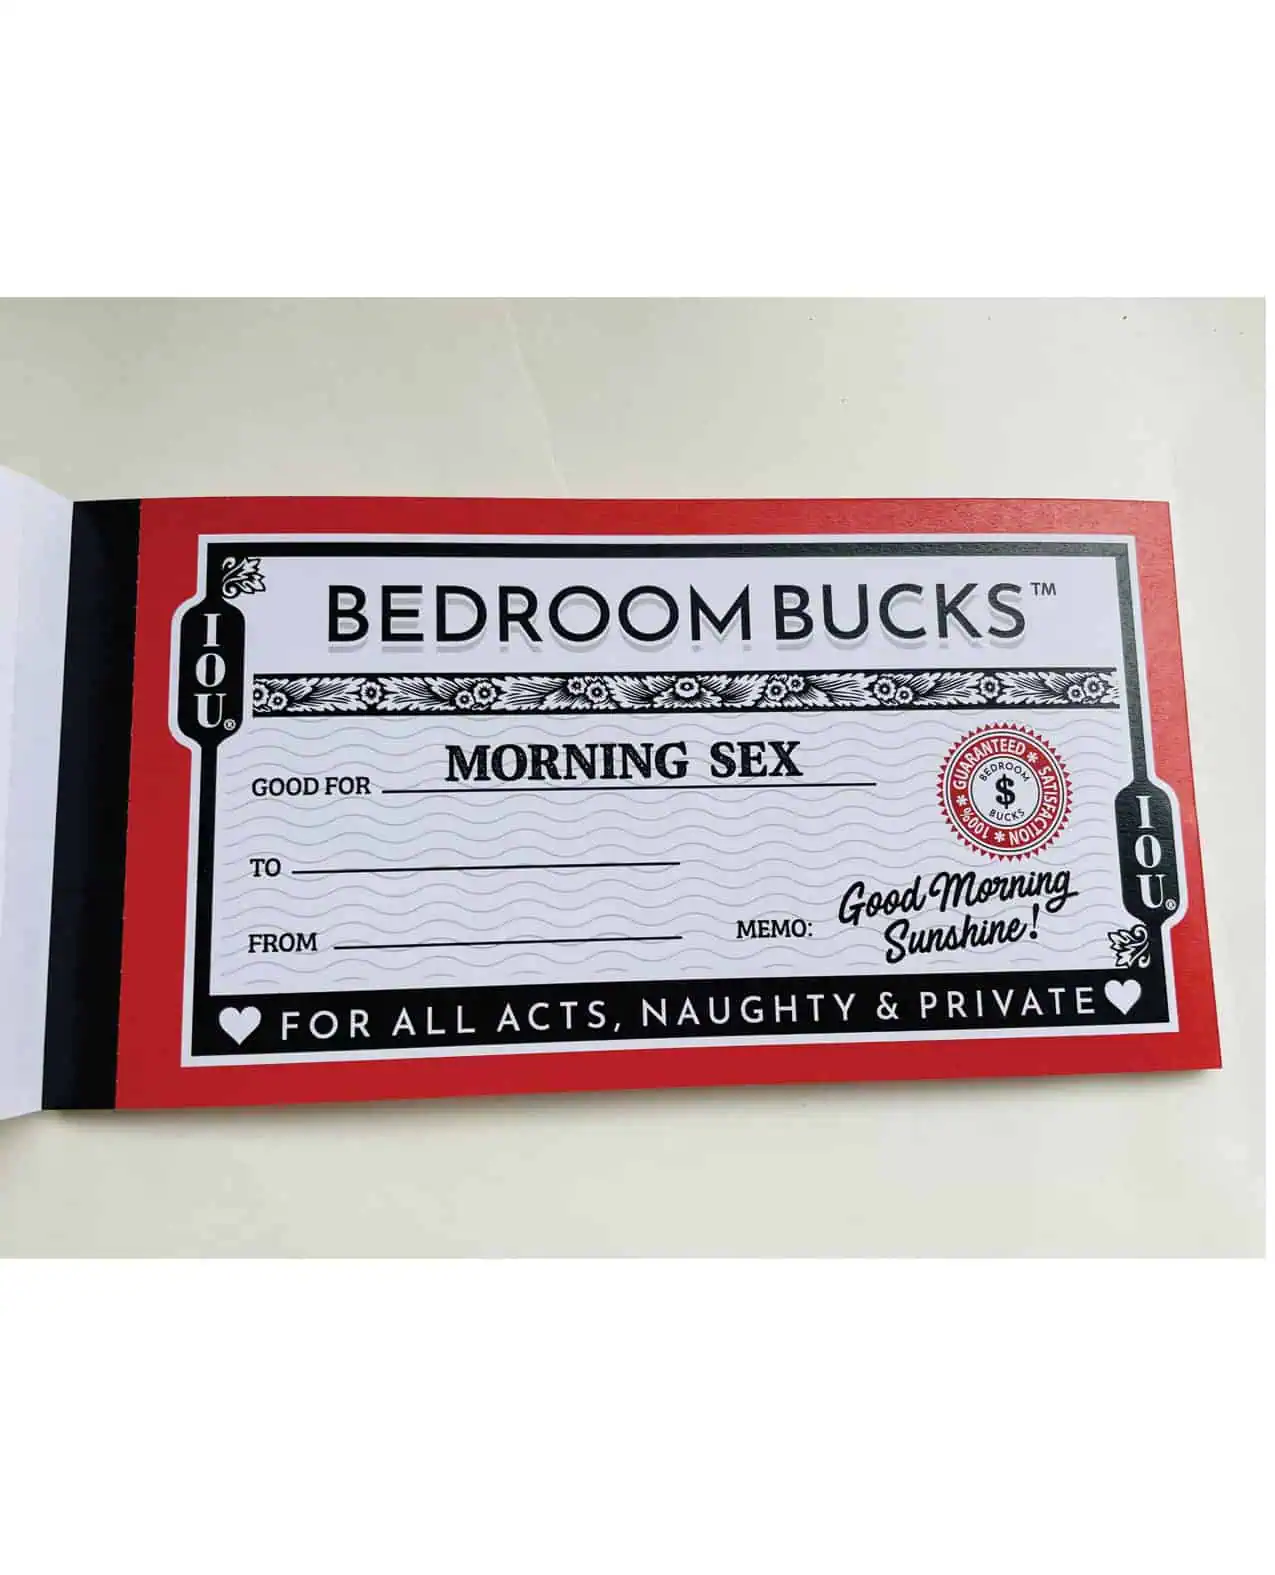 BEDROOM BUCKS™
IOU®
GOOD FOR MORNING SEX
100% * GUARANTEED * SATISFACTION *
BEDROOM
$
BUCKS
TO
FROM
MEMO: Good Morning
Sunshine!
IOU®
FOR ALL ACTS, NAUGHTY & PRIVATE